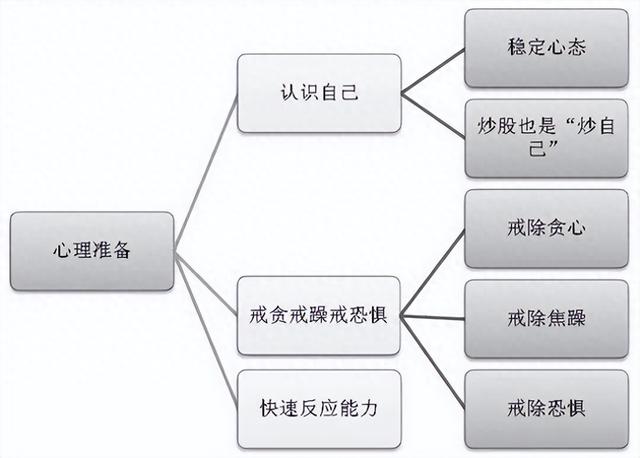 心理准备
认识自己
稳定心态
炒股也是“炒自
己”
戒贪戒躁戒恐惧
戒除贪心
戒除焦躁
戒除恐惧
快速反应能力